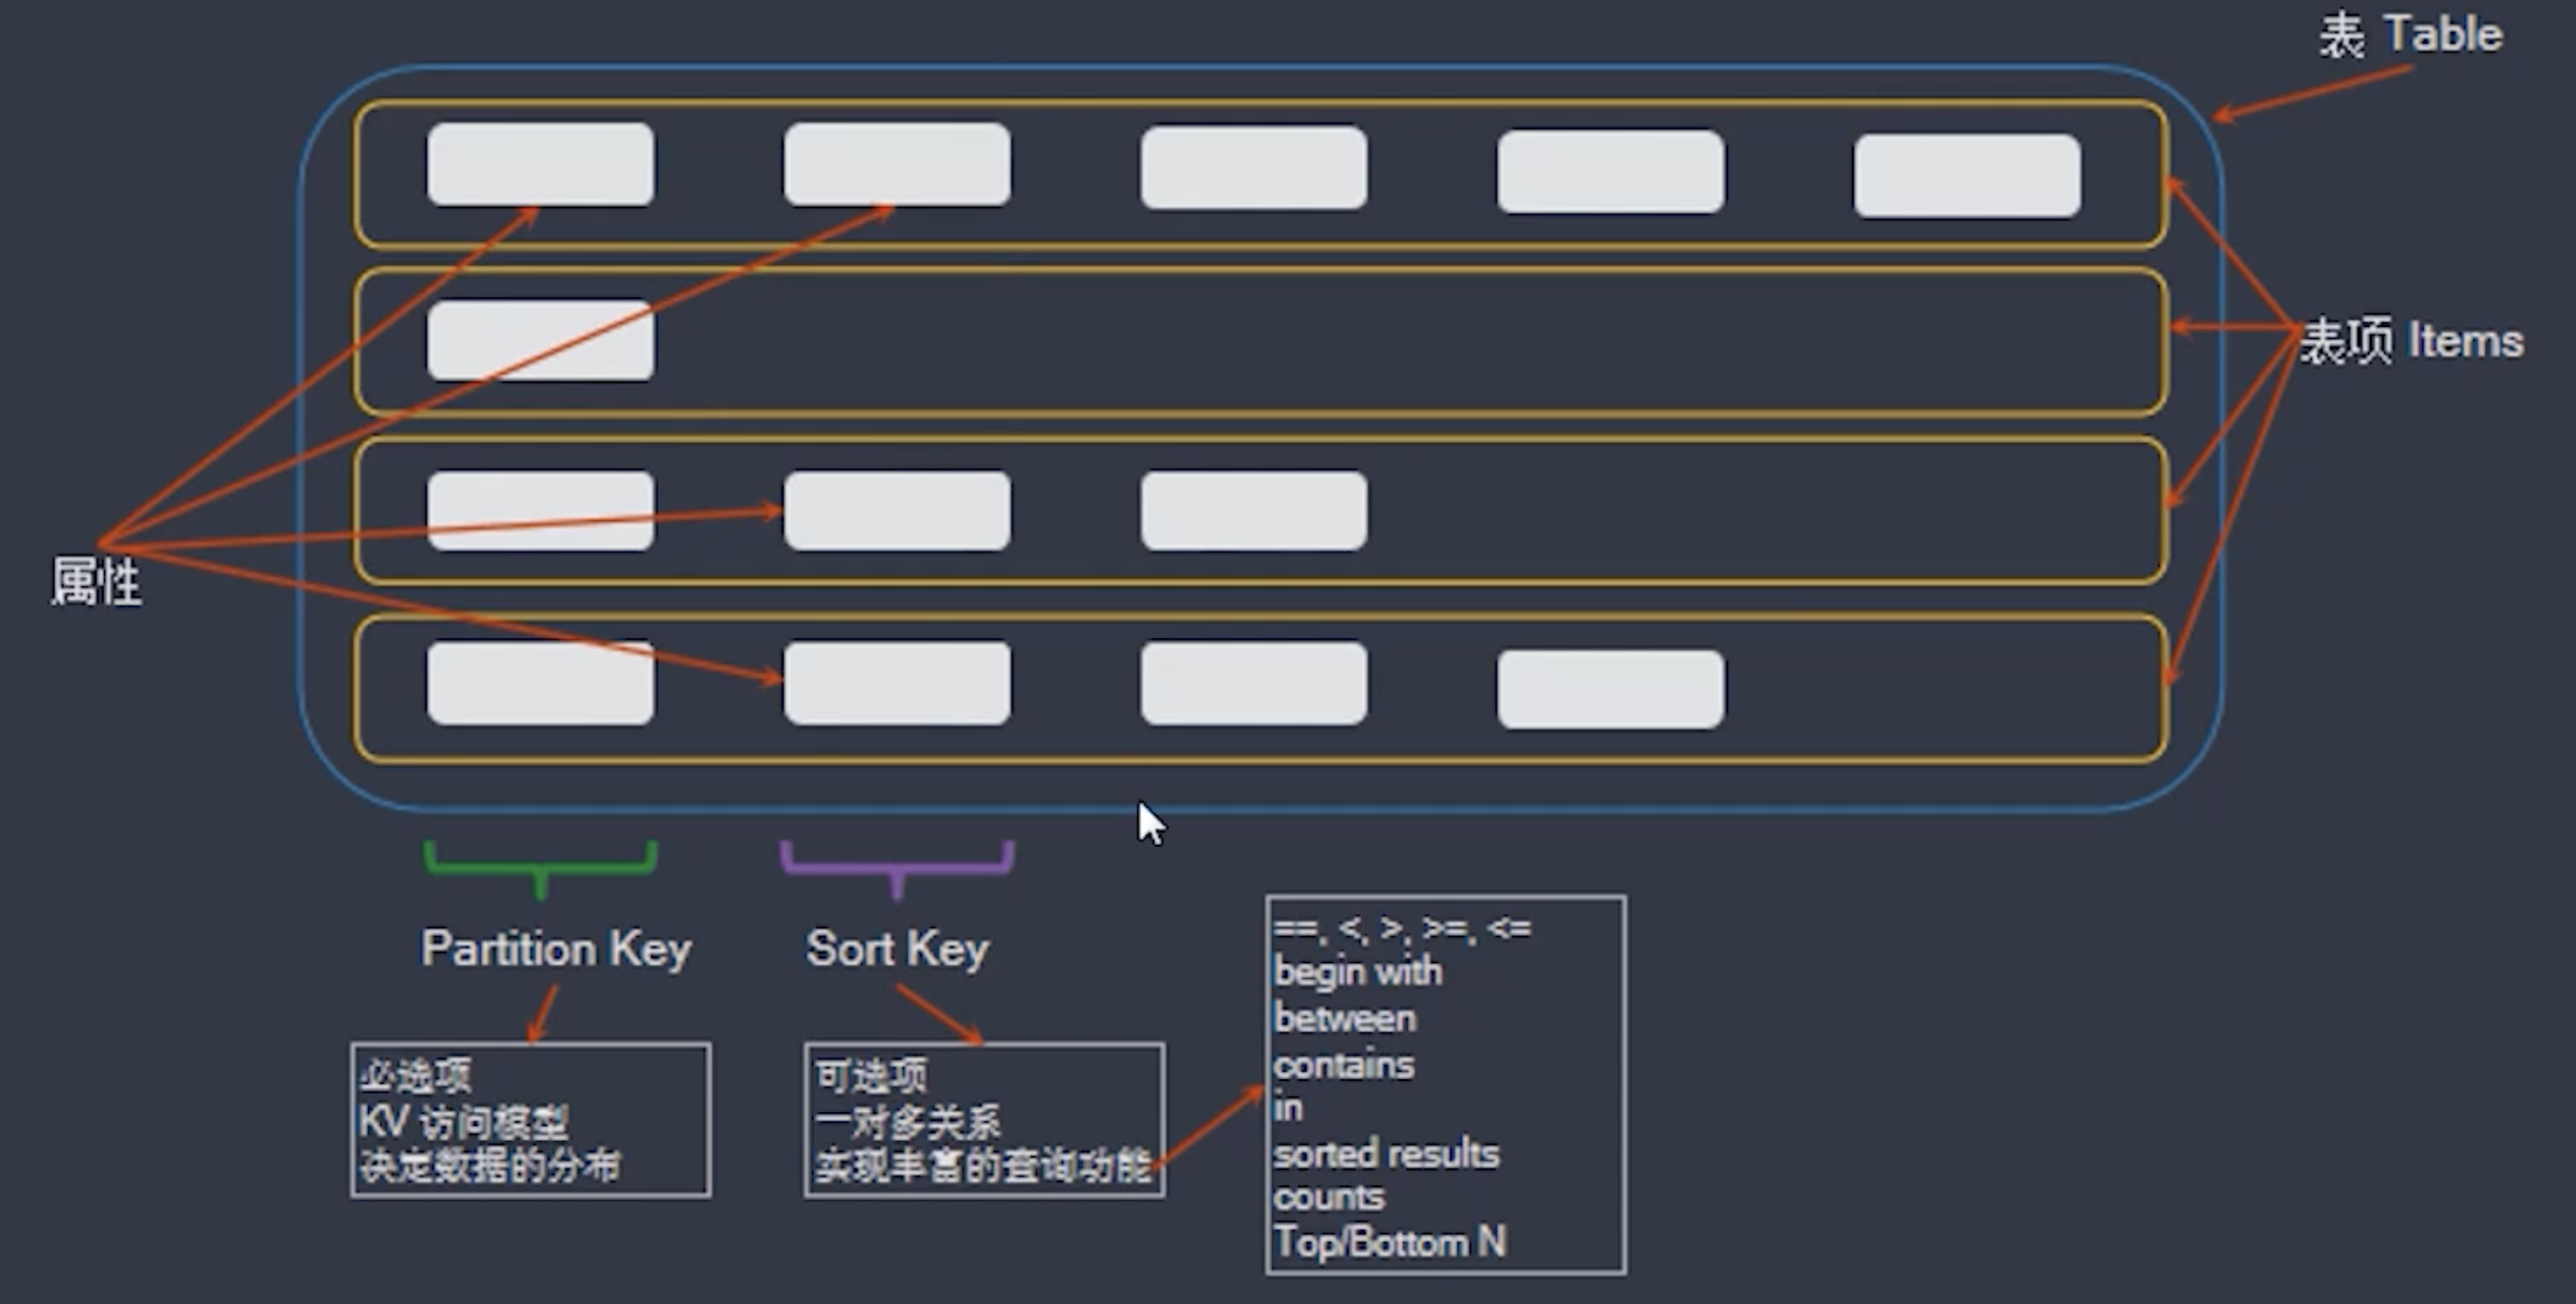 表 Table
表项 Items
属性
Partition Key
Sort Key
必选项
KV 访问模型
决定数据的分布
可选项
一对多关系
实现丰富的查询功能
==, <, >, >=, <=
begin with
between
contains
in
sorted results
counts
Top/Bottom N